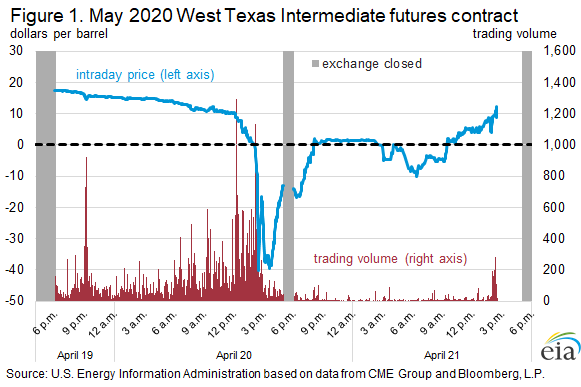 Figure 1. May 2020 West Texas Intermediate futures contract
dollars per barrel trading volume
30 1,600
20 1,400
10 1,200
0 1,000
-10 800
-20 600
-30 400
-40 200
-50 0
exchange closed
intraday price (left axis)
trading volume (right axis)
6 p.m. 9 p.m. 12 a.m. 3 a.m. 6 a.m. 9 a.m. 12 p.m. 3 p.m. 6 p.m. 9 p.m. 12 a.m. 3 a.m. 6 a.m. 9 a.m. 12 p.m. 3 p.m. 6 p.m.
April 19 April 20 April 21
eia
Source: U.S. Energy Information Administration based on data from CME Group and Bloomberg, L.P.